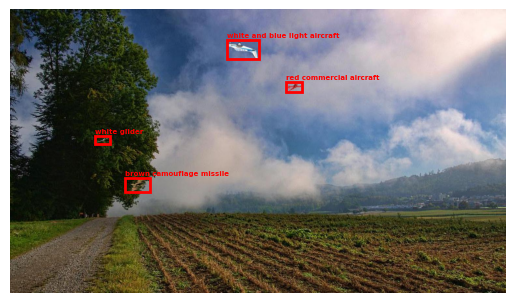 white and blue light aircraft
red commercial aircraft
white glider
brown camouflage missile